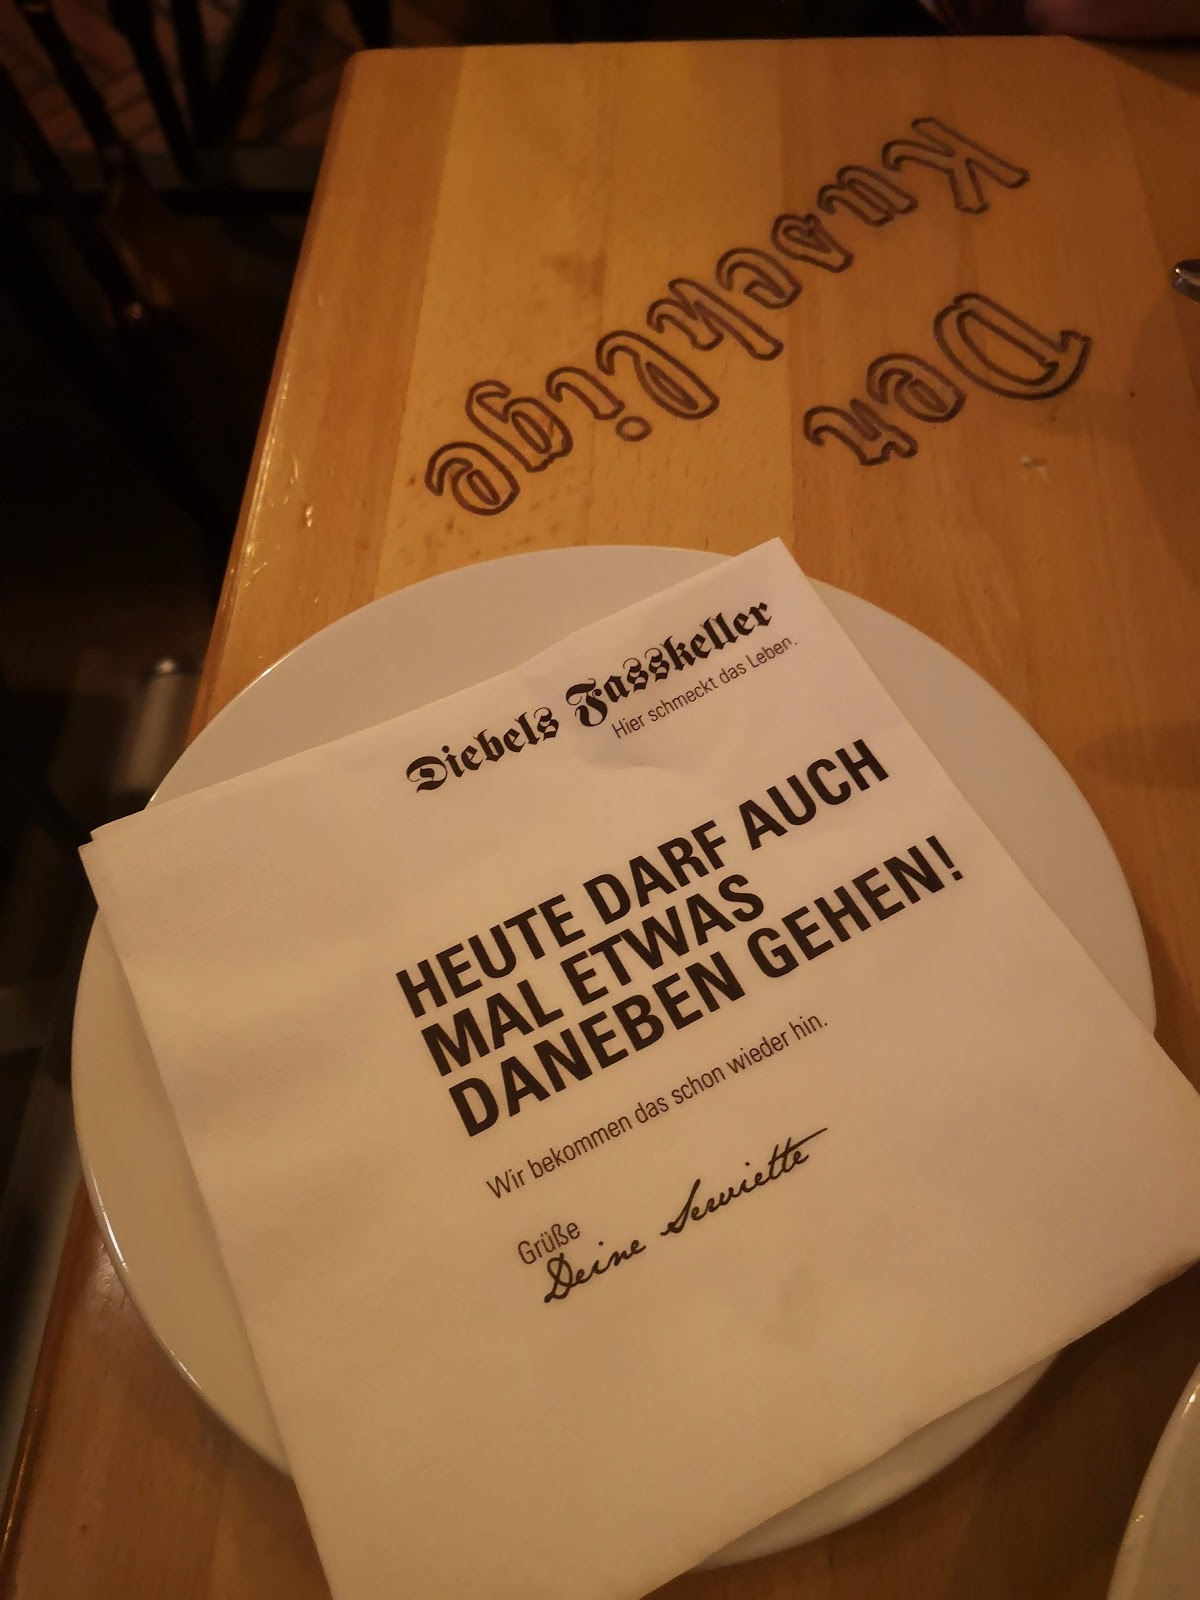 Der
Kuschlige
Diebels Fasskeller
Hier schmeckt das Leben.
HEUTE DARF AUCH
MAL ETWAS
DANEBEN GEHEN!
Wir bekommen das schon wieder hin.
Grüße
Deine Serviette